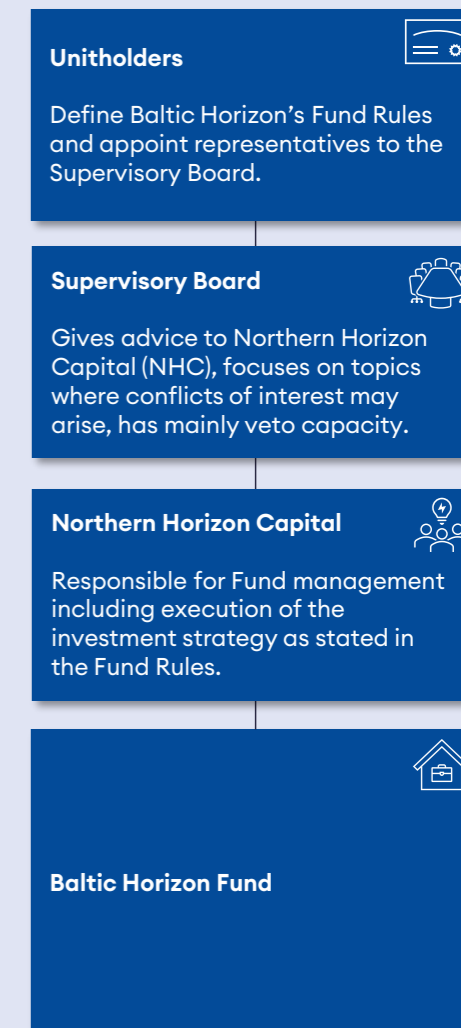 Unitholders
Define Baltic Horizon’s Fund Rules
and appoint representatives to the
Supervisory Board.
Supervisory Board
Gives advice to Northern Horizon
Capital (NHC), focuses on topics
where conflicts of interest may
arise, has mainly veto capacity.
Northern Horizon Capital
Responsible for Fund management
including execution of the
investment strategy as stated in
the Fund Rules.
Baltic Horizon Fund